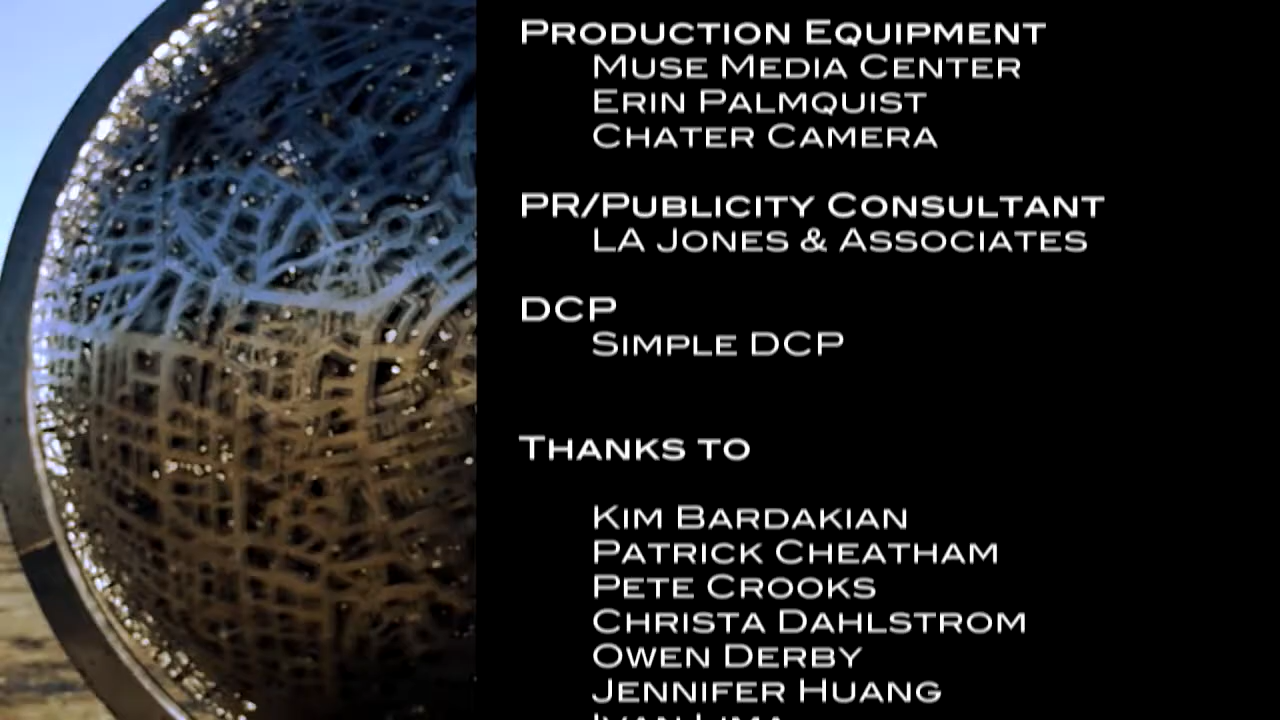 PRODUCTION EQUIPMENT
MUSE MEDIA CENTER
ERIN PALMQUIST
CHATER CAMERA
PR/PUBLICITY CONSULTANT
LA JONES & ASSOCIATES
DCP
SIMPLE DCP
THANKS TO
KIM BARDAKIAN
PATRICK CHEATHAM
PETE CROOKS
CHRISTA DAHLSTROM
OWEN DERBY
JENNIFER HUANG